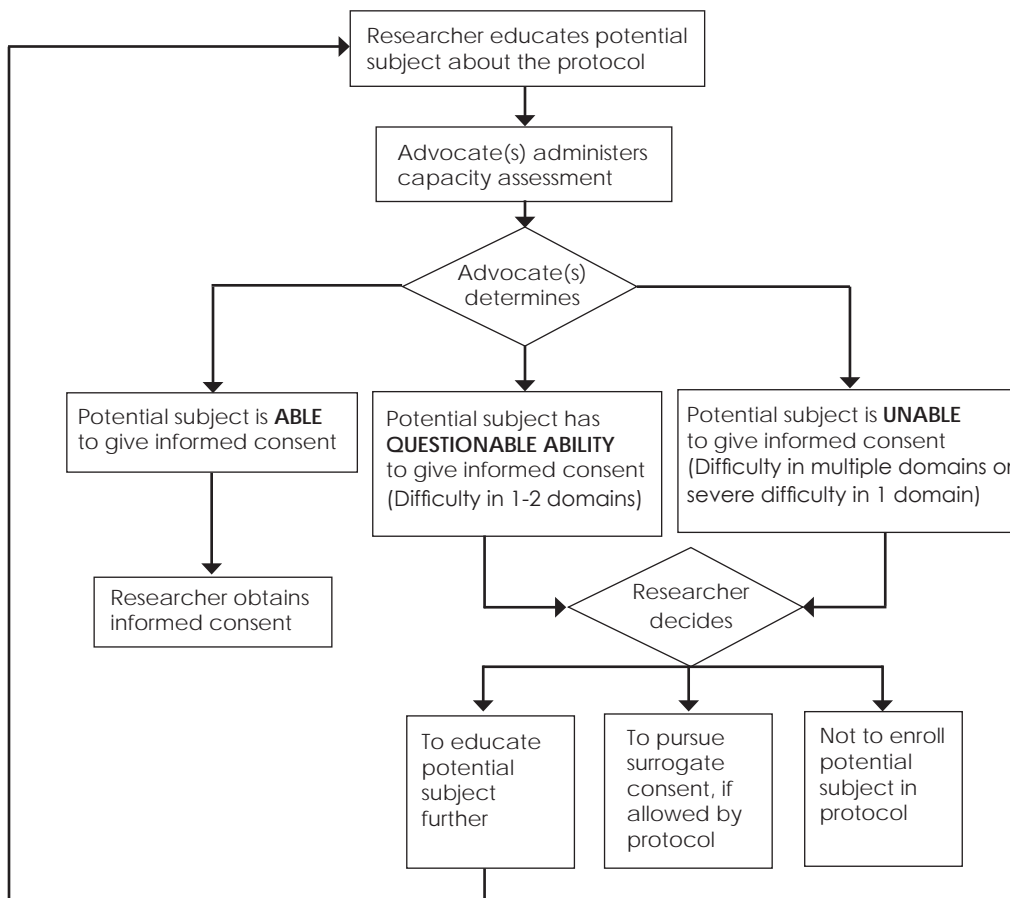 Researcher educates potential
subject about the protocol
Advocate(s) administers
capacity assessment
Advocate(s)
determines
Potential subject is ABLE
to give informed consent
Potential subject has
QUESTIONABLE ABILITY
to give informed consent
(Difficulty in 1-2 domains)
Potential subject is UNABLE
to give informed consent
(Difficulty in multiple domains or
severe difficulty in 1 domain)
Researcher obtains
informed consent
Researcher
decides
To educate
potential
subject
further
To pursue
surrogate
consent, if
allowed by
protocol
Not to enroll
potential
subject in
protocol